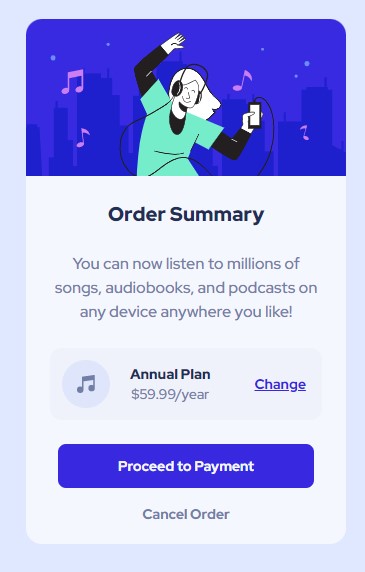 Order Summary
You can now listen to millions of
songs, audiobooks, and podcasts on
any device anywhere you like!
Annual Plan
$59.99/year
Change
Proceed to Payment
Cancel Order